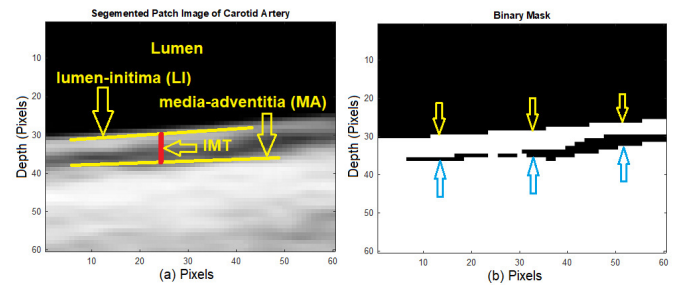 Segemented Patch Image of Carotid Artery
Lumen
lumen-initima (LI)
media-adventitia (MA)
IMT
Depth (Pixels)
10
20
30
40
50
60
10
20
30
40
50
60
(a) Pixels
Binary Mask
Depth (Pixels)
10
20
30
40
50
60
10
20
30
40
50
60
(b) Pixels